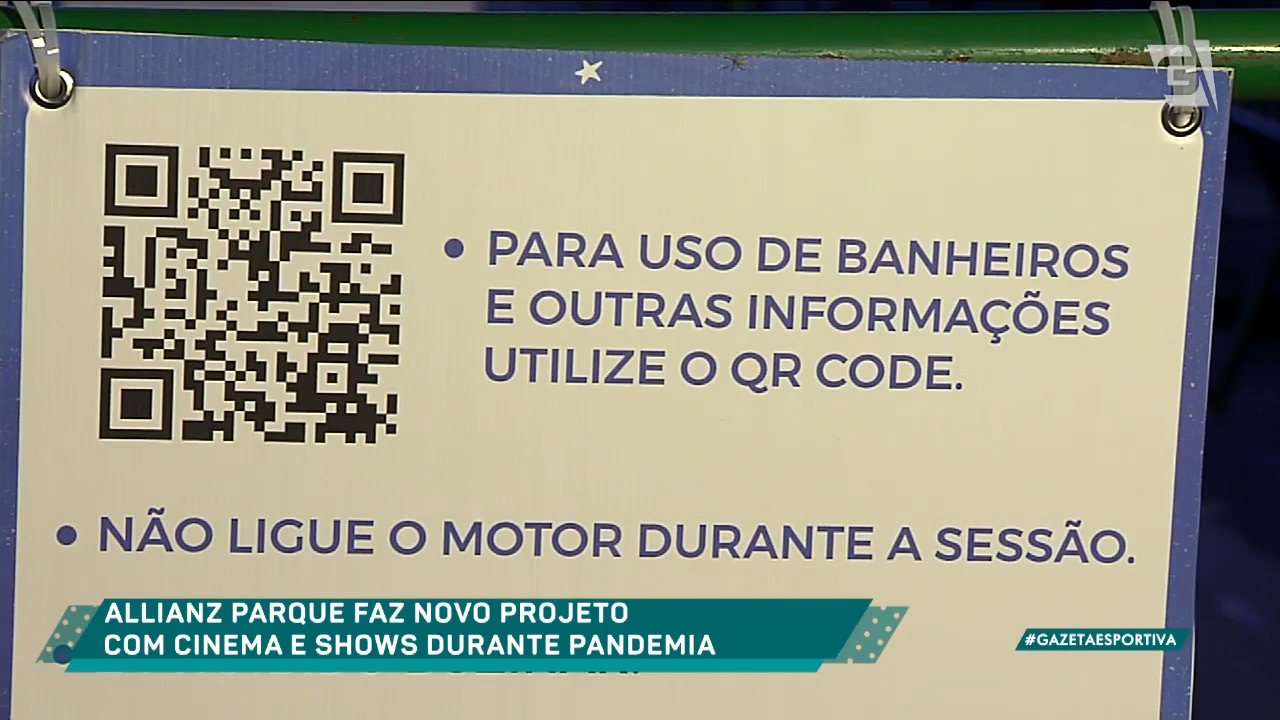 • PARA USO DE BANHEIROS
E OUTRAS INFORMAÇÕES
UTILIZE O QR CODE.
• NÃO LIGUE O MOTOR DURANTE A SESSÃO.
ALLIANZ PARQUE FAZ NOVO PROJETO
COM CINEMA E SHOWS DURANTE PANDEMIA
#GAZETAESPORTIVA